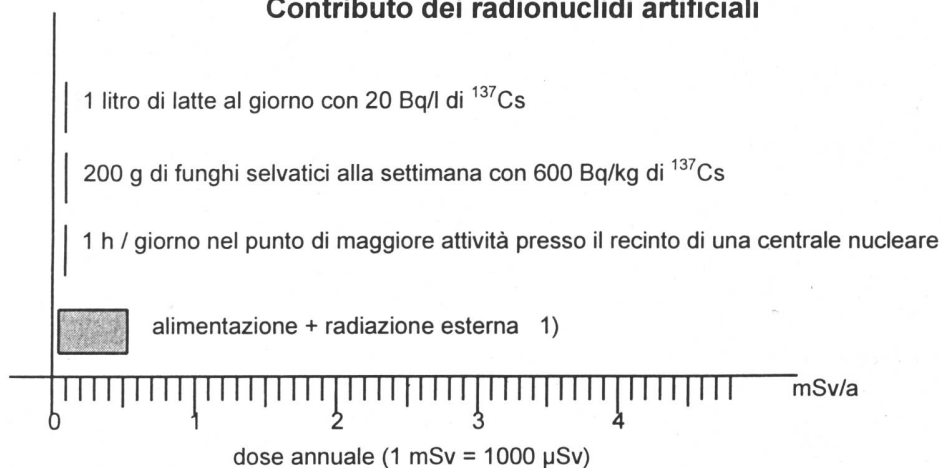 Contributo dei radionuclidi artificiali
1 litro di latte al giorno con 20 Bq/l di ¹³⁷Cs
200 g di funghi selvatici alla settimana con 600 Bq/kg di ¹³⁷Cs
1 h / giorno nel punto di maggiore attività presso il recinto di una centrale nucleare
alimentazione + radiazione esterna 1)
mSv/a
0 1 2 3 4
dose annuale (1 mSv = 1000 µSv)